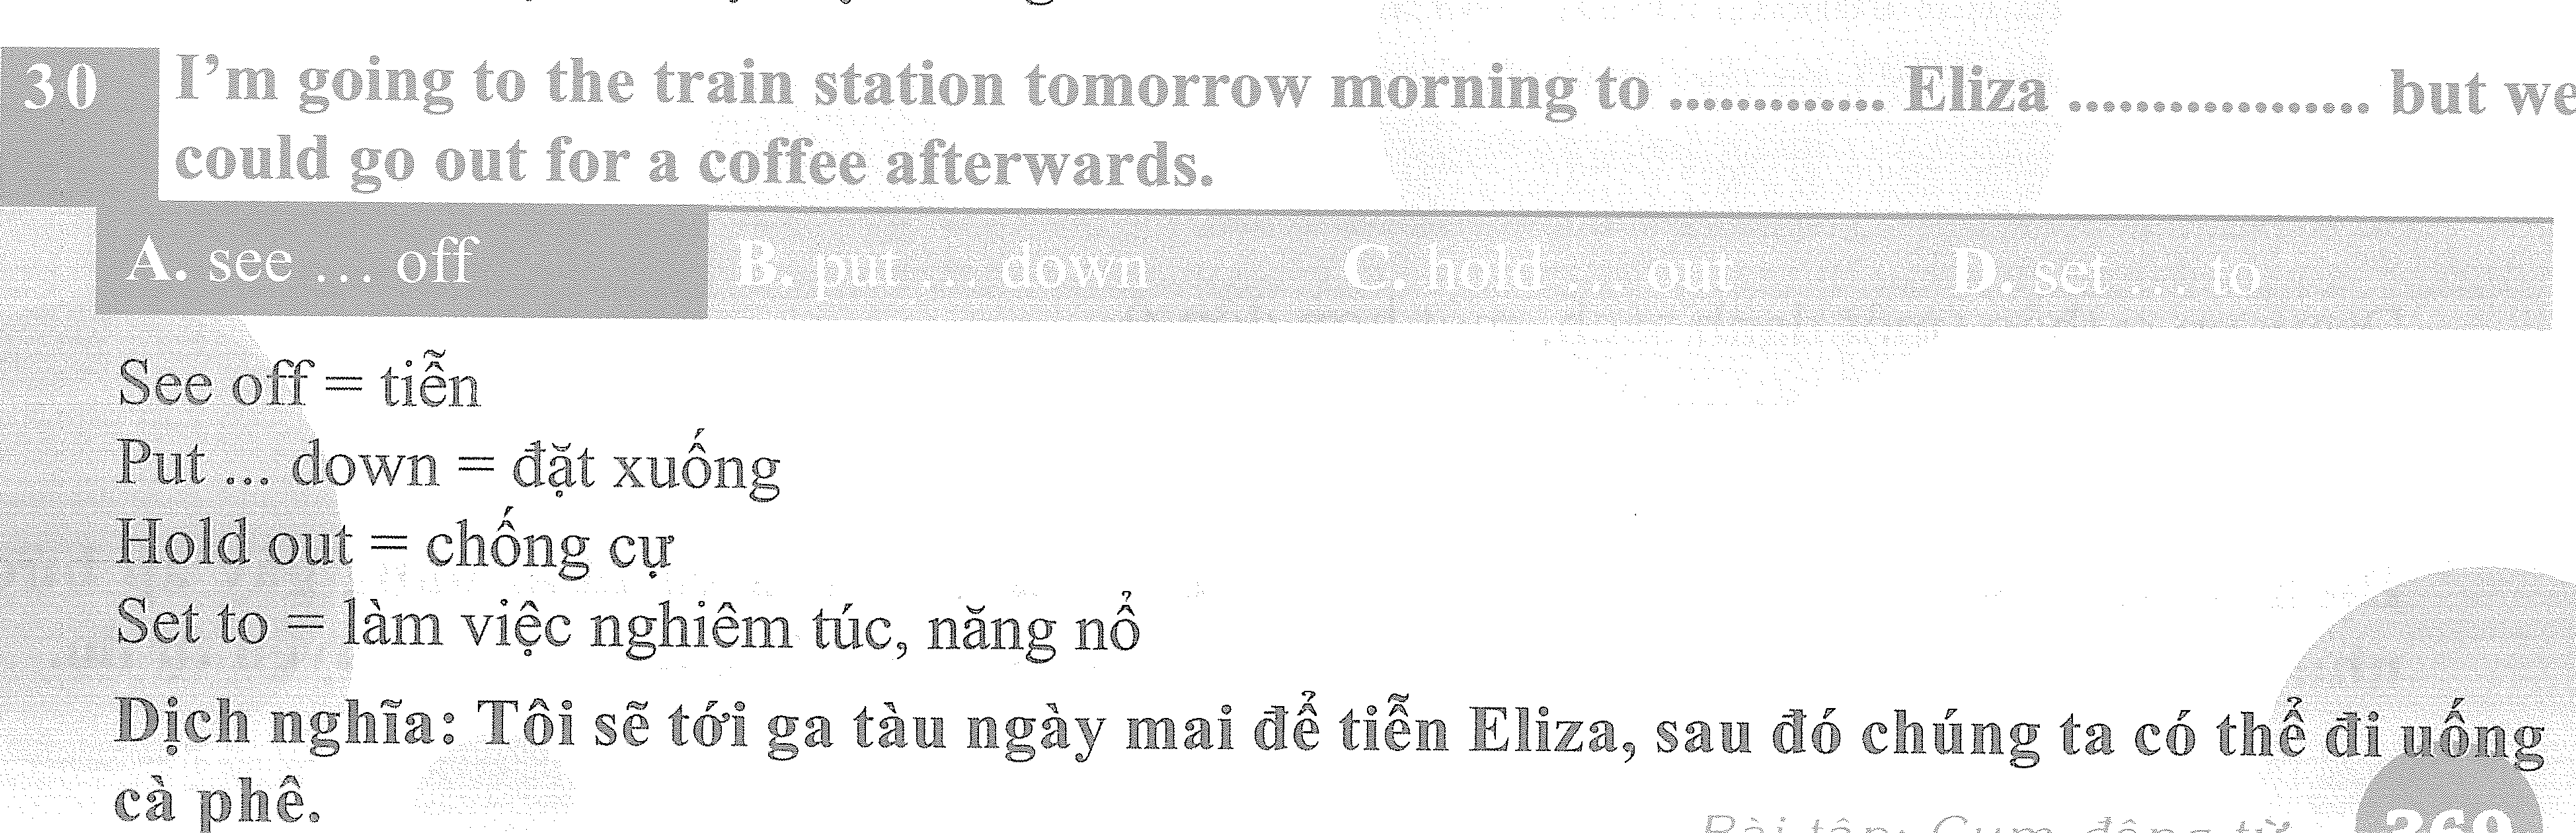 30 I'm going to the train station tomorrow morning to ............. Eliza .................. but we
could go out for a coffee afterwards.
A. see ... off B. put ... down C. hold ... out D. set ... to
See off = tiễn
Put ... down = đặt xuống
Hold out = chống cự
Set to = làm việc nghiêm túc, năng nổ
Dịch nghĩa: Tôi sẽ tới ga tàu ngày mai để tiễn Eliza, sau đó chúng ta có thể đi uống
cà phê.
Bài tập: Cụm động từ 369